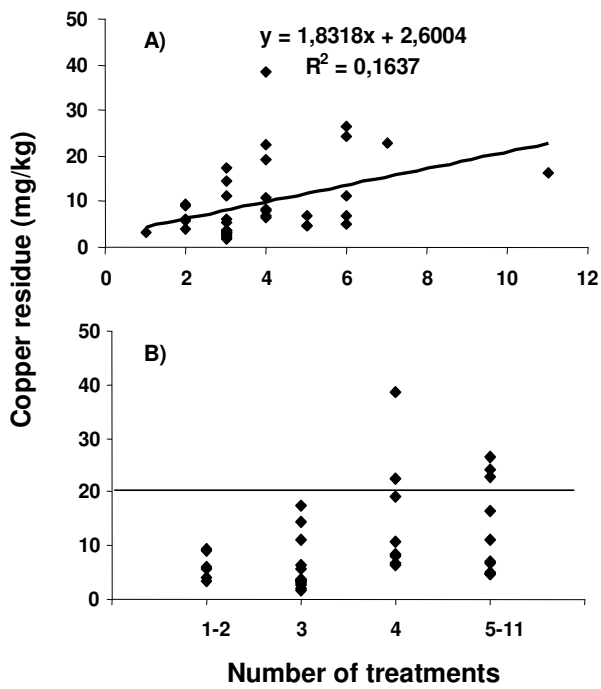 A)
y = 1,8318x + 2,6004
R² = 0,1637
50
40
30
20
10
0
0 2 4 6 8 10 12
Copper residue (mg/kg)
B)
50
40
30
20
10
0
1-2 3 4 5-11
Number of treatments